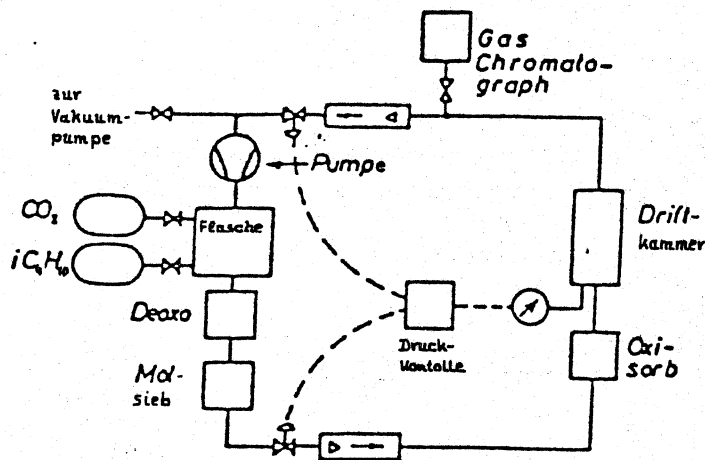 Gas
Chromato-
graph
zur
Vakuum-
pumpe
Pumpe
CO₂
Flasche
iC₄H₁₀
Drift-
kammer
Deoxo
Druck-
kontolle
Oxi-
sorb
Mol-
sieb